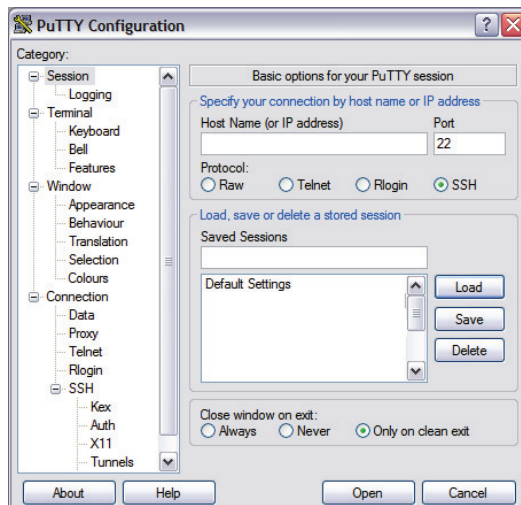 PuTTY Configuration
Category:
Session
Logging
Terminal
Keyboard
Bell
Features
Window
Appearance
Behaviour
Translation
Selection
Colours
Connection
Data
Proxy
Telnet
Rlogin
SSH
Kex
Auth
X11
Tunnels
Basic options for your PuTTY session
Specify your connection by host name or IP address
Host Name (or IP address) Port
22
Protocol:
Raw Telnet Rlogin SSH
Load, save or delete a stored session
Saved Sessions
Default Settings
Load
Save
Delete
Close window on exit:
Always Never Only on clean exit
About Help Open Cancel